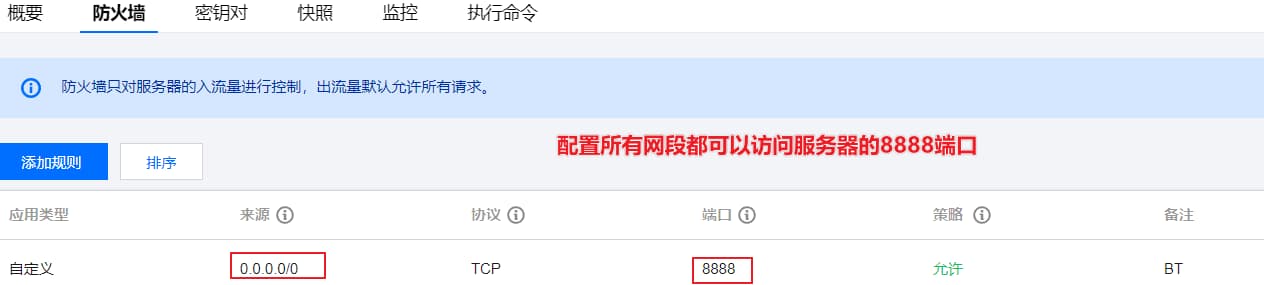 概要 防火墙 密钥对 快照 监控 执行命令
防火墙只对服务器的入流量进行控制，出流量默认允许所有请求。
配置所有网段都可以访问服务器的8888端口
添加规则 排序
应用类型 来源 协议 端口 策略 备注
自定义 0.0.0.0/0 TCP 8888 允许 BT